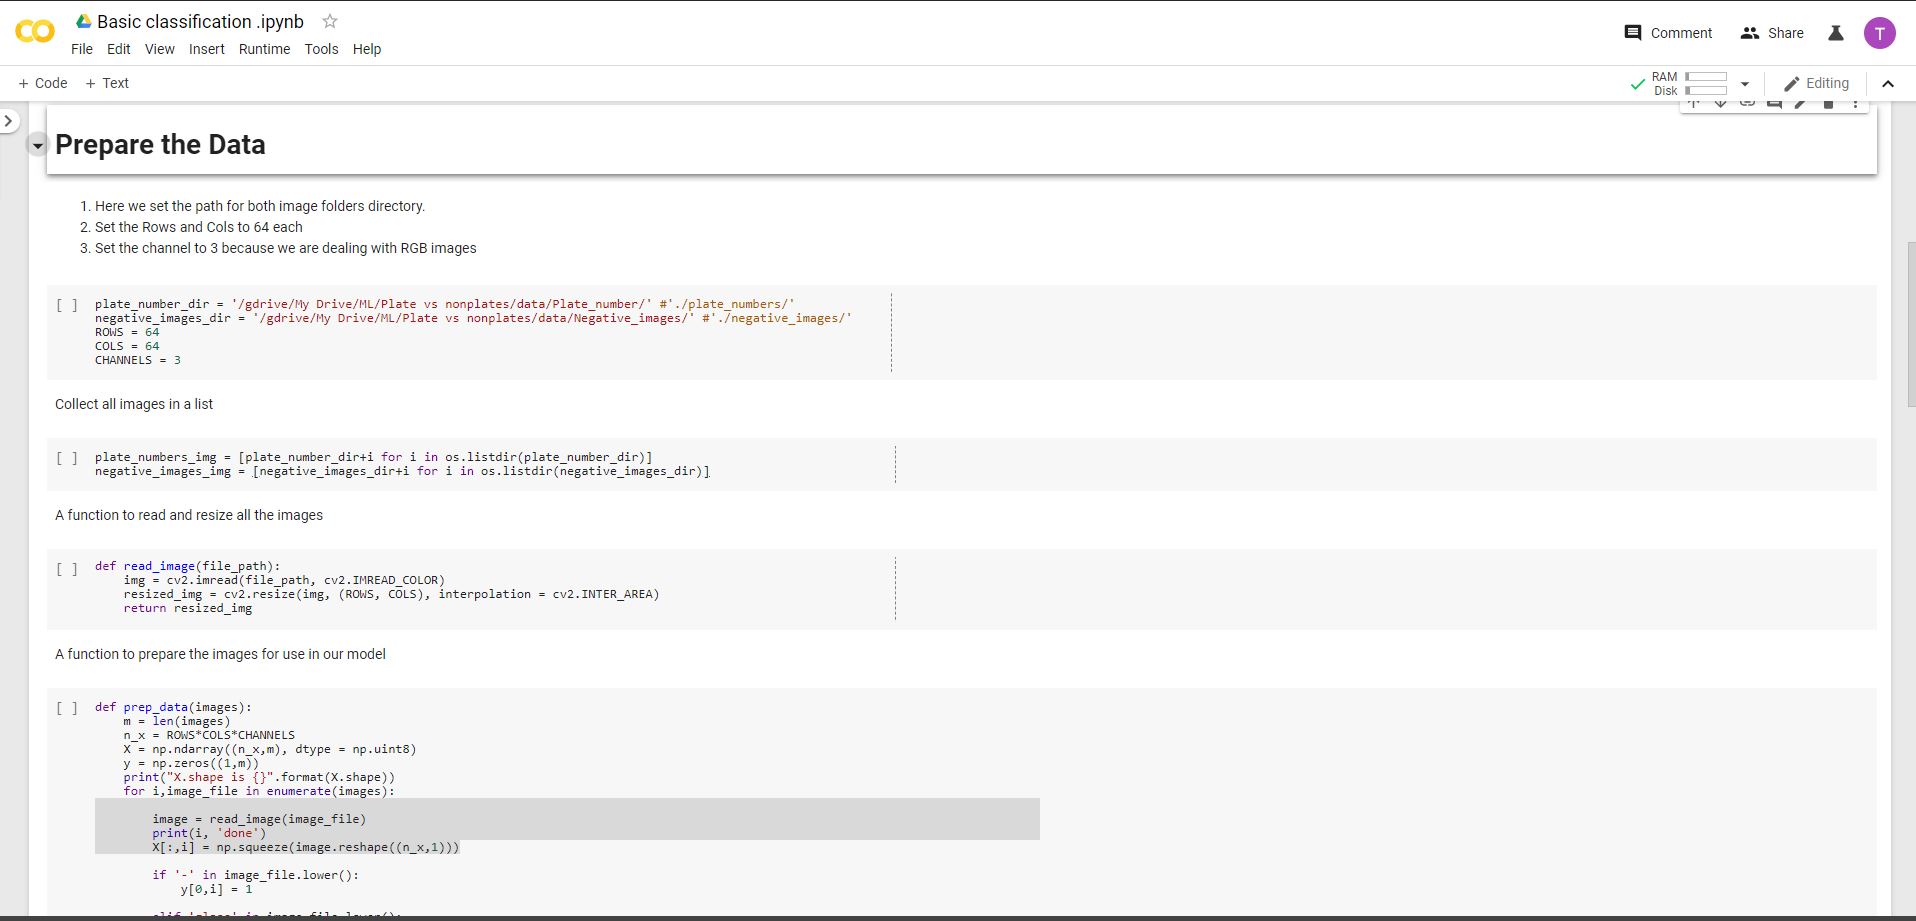 Basic classification .ipynb
File Edit View Insert Runtime Tools Help
Comment Share T
+ Code + Text
RAM
Disk
Editing
Prepare the Data
1. Here we set the path for both image folders directory.
2. Set the Rows and Cols to 64 each
3. Set the channel to 3 because we are dealing with RGB images
[ ] plate_number_dir = '/gdrive/My Drive/ML/Plate vs nonplates/data/Plate_number/' #'./plate_numbers/'
negative_images_dir = '/gdrive/My Drive/ML/Plate vs nonplates/data/Negative_images/' #'./negative_images/'
ROWS = 64
COLS = 64
CHANNELS = 3
Collect all images in a list
[ ] plate_numbers_img = [plate_number_dir+i for i in os.listdir(plate_number_dir)]
negative_images_img = [negative_images_dir+i for i in os.listdir(negative_images_dir)]
A function to read and resize all the images
[ ] def read_image(file_path):
img = cv2.imread(file_path, cv2.IMREAD_COLOR)
resized_img = cv2.resize(img, (ROWS, COLS), interpolation = cv2.INTER_AREA)
return resized_img
A function to prepare the images for use in our model
[ ] def prep_data(images):
m = len(images)
n_x = ROWS*COLS*CHANNELS
X = np.ndarray((n_x,m), dtype = np.uint8)
y = np.zeros((1,m))
print("X.shape is {}".format(X.shape))
for i,image_file in enumerate(images):
image = read_image(image_file)
print(i, 'done')
X[:,i] = np.squeeze(image.reshape((n_x,1)))
if '-' in image_file.lower():
y[0,i] = 1